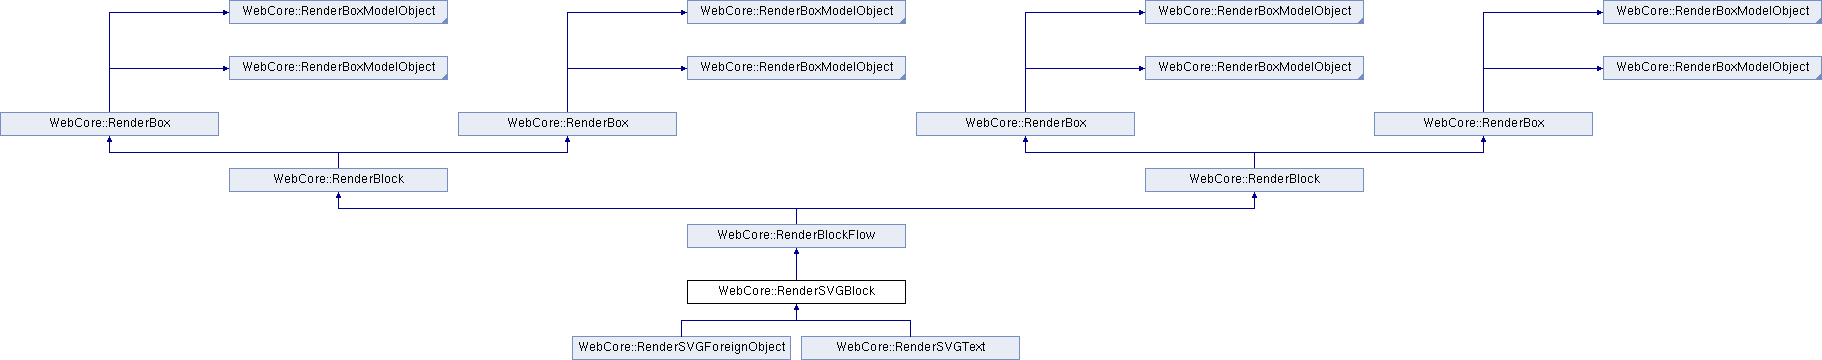 WebCore::RenderBoxModelObject
WebCore::RenderBoxModelObject
WebCore::RenderBoxModelObject
WebCore::RenderBoxModelObject
WebCore::RenderBoxModelObject
WebCore::RenderBoxModelObject
WebCore::RenderBoxModelObject
WebCore::RenderBoxModelObject
WebCore::RenderBox
WebCore::RenderBox
WebCore::RenderBox
WebCore::RenderBox
WebCore::RenderBlock
WebCore::RenderBlock
WebCore::RenderBlockFlow
WebCore::RenderSVGBlock
WebCore::RenderSVGForeignObject
WebCore::RenderSVGText